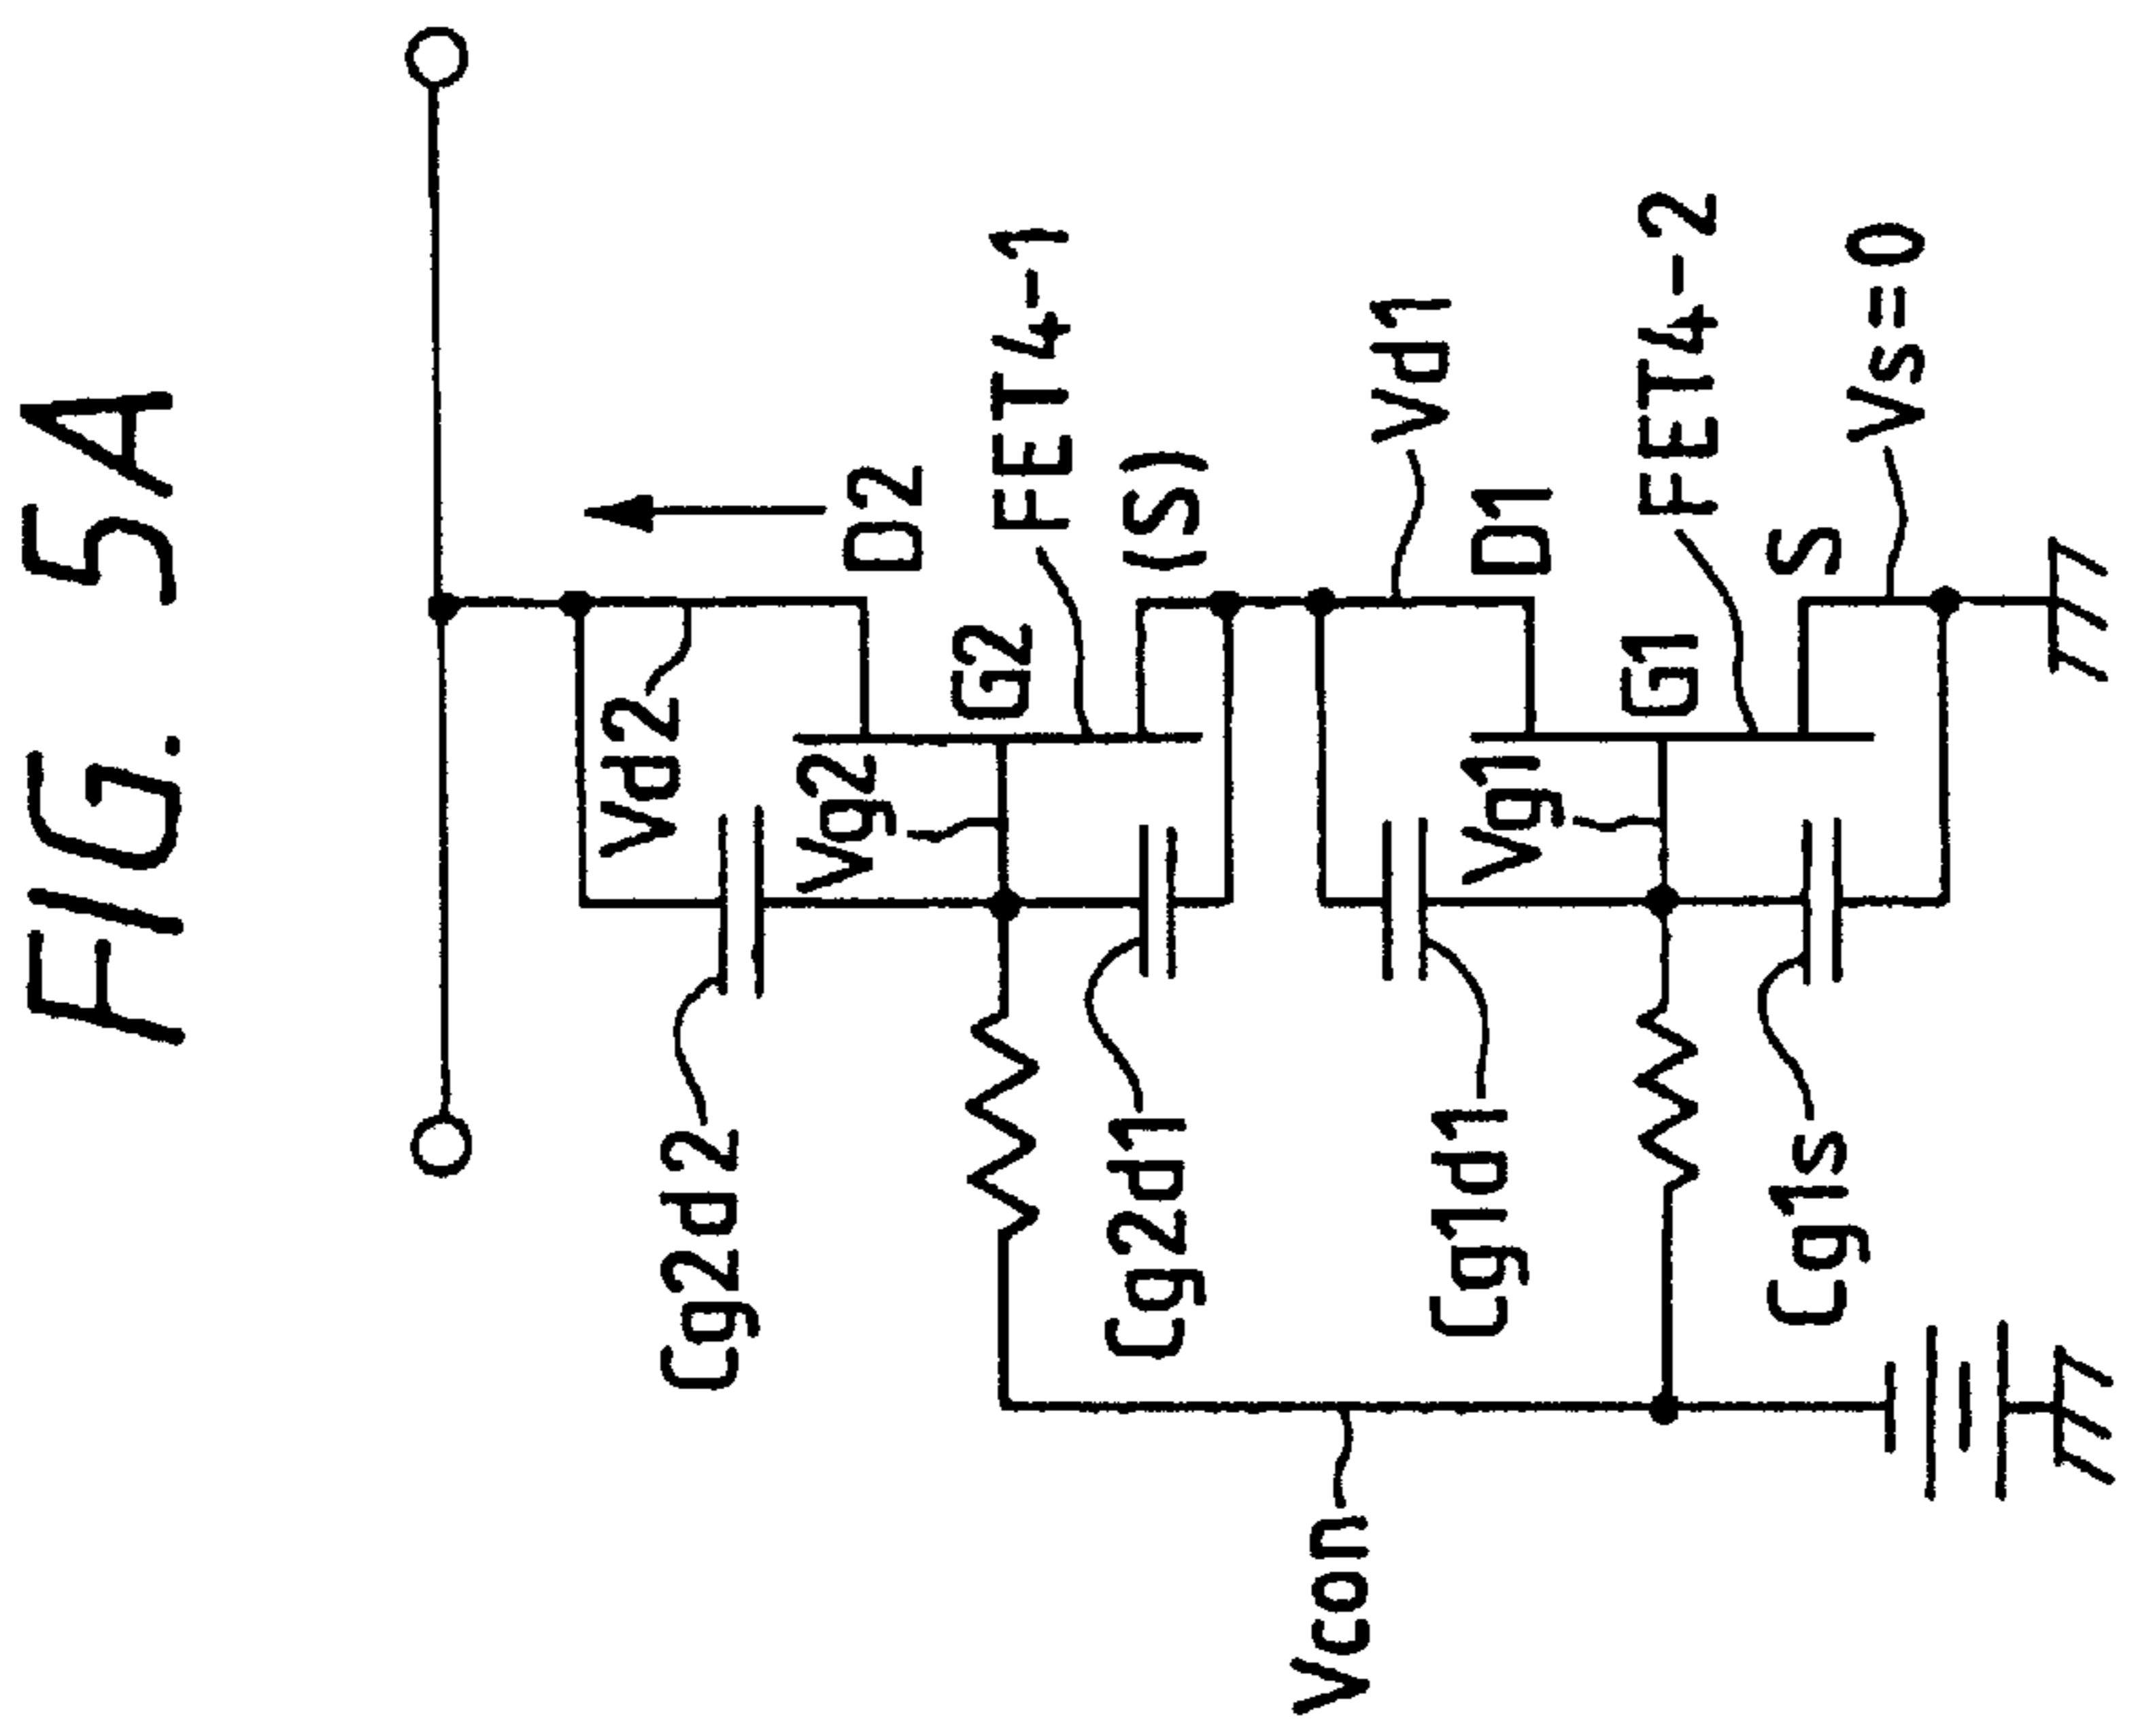 FIG. 5A
Vd2
D2
Cg2d2
Vg2
G2
FET4-1
Cg2d1
(S)
Vcon
Vd1
Cg1d1
Vg1
D1
G1
FET4-2
Cg1s
S
Vs=0